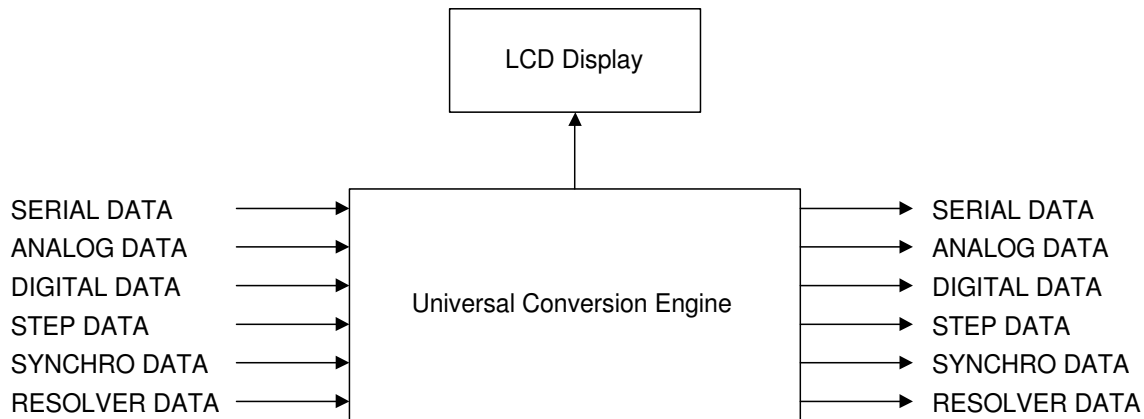 LCD Display
SERIAL DATA
ANALOG DATA
DIGITAL DATA
STEP DATA
SYNCHRO DATA
RESOLVER DATA
Universal Conversion Engine
SERIAL DATA
ANALOG DATA
DIGITAL DATA
STEP DATA
SYNCHRO DATA
RESOLVER DATA